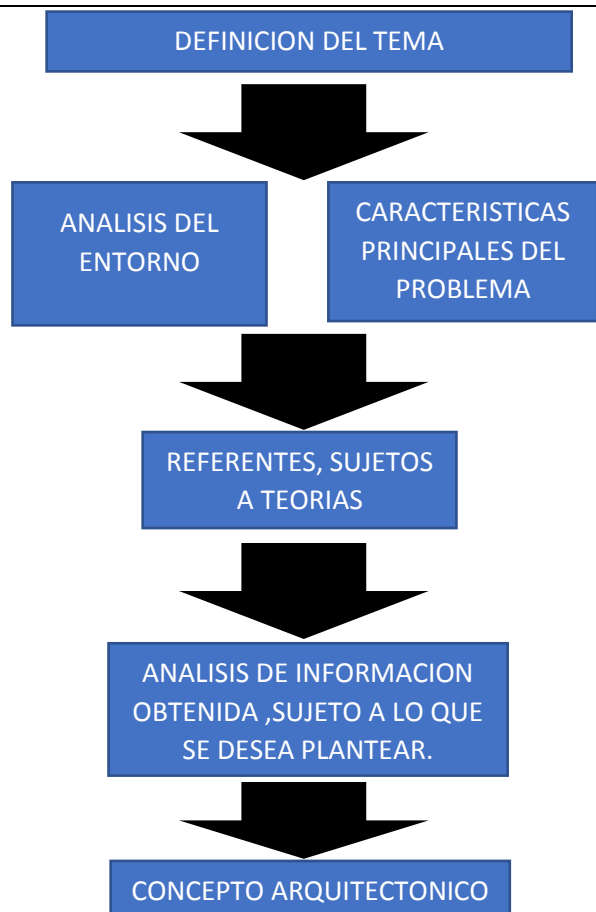 DEFINICION DEL TEMA
ANALISIS DEL
ENTORNO
CARACTERISTICAS
PRINCIPALES DEL
PROBLEMA
REFERENTES, SUJETOS
A TEORIAS
ANALISIS DE INFORMACION
OBTENIDA ,SUJETO A LO QUE
SE DESEA PLANTEAR.
CONCEPTO ARQUITECTONICO